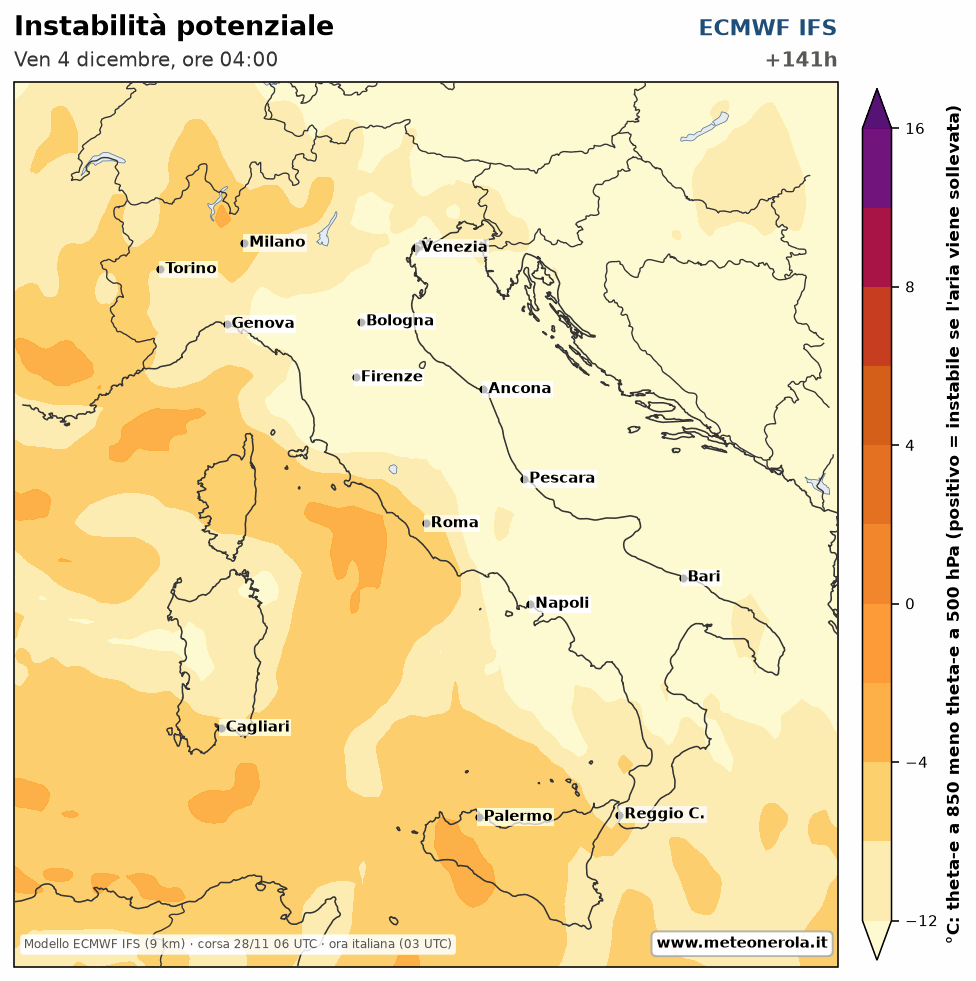 Instabilità potenziale
ECMWF IFS
Ven 4 dicembre, ore 04:00
+141h
16
8
4
0
−4
−12
°C: theta-e a 850 meno theta-e a 500 hPa (positivo = instabile se l'aria viene sollevata)
Milano
Venezia
Torino
Genova
Bologna
Firenze
Ancona
Pescara
Roma
Bari
Napoli
Cagliari
Palermo
Reggio C.
Modello ECMWF IFS (9 km) · corsa 28/11 06 UTC · ora italiana (03 UTC)
www.meteonerola.it